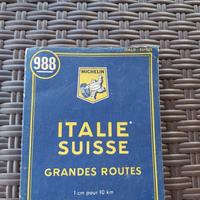 988
MICHELIN
ITALIE
SUISSE
GRANDES ROUTES
1 cm pour 10 km